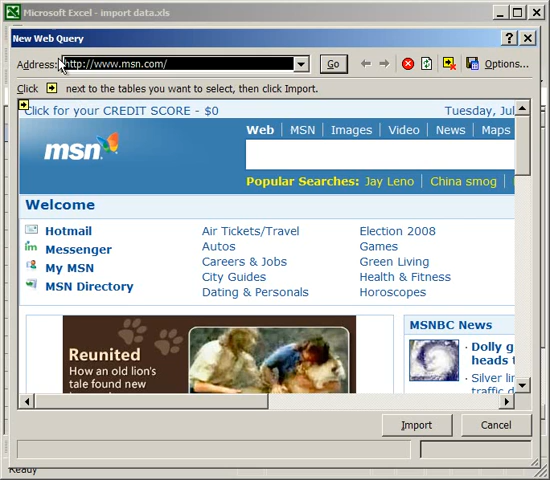 Microsoft Excel - import data.xls
New Web Query
Address: http://www.msn.com/ Go Options...
Click next to the tables you want to select, then click Import.
Click for your CREDIT SCORE - $0 Tuesday, Jul
Web MSN Images Video News Maps
msn
Popular Searches: Jay Leno China smog
Welcome
Hotmail Air Tickets/Travel Election 2008
Messenger Autos Games
My MSN Careers & Jobs Green Living
MSN Directory City Guides Health & Fitness
Dating & Personals Horoscopes
MSNBC News
Reunited
How an old lion's
tale found new
Dolly g
heads t
Silver lin
traffic d
Import Cancel
Ready